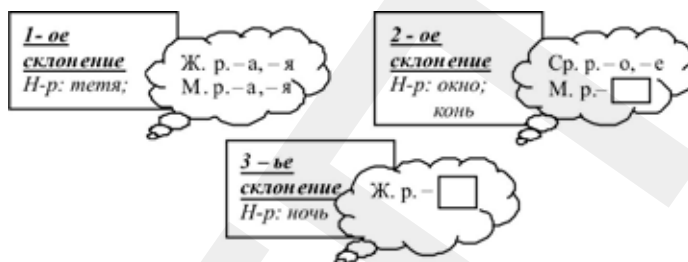 1- ое
склонение
Н-р: тетя;
Ж. р. – а, – я
М. р. – а, – я
2 - ое
склонение
Н-р: окно;
конь
Ср. р. – о, – е
М. р. –
3 – ье
склонение
Н-р: ночь
Ж. р. –